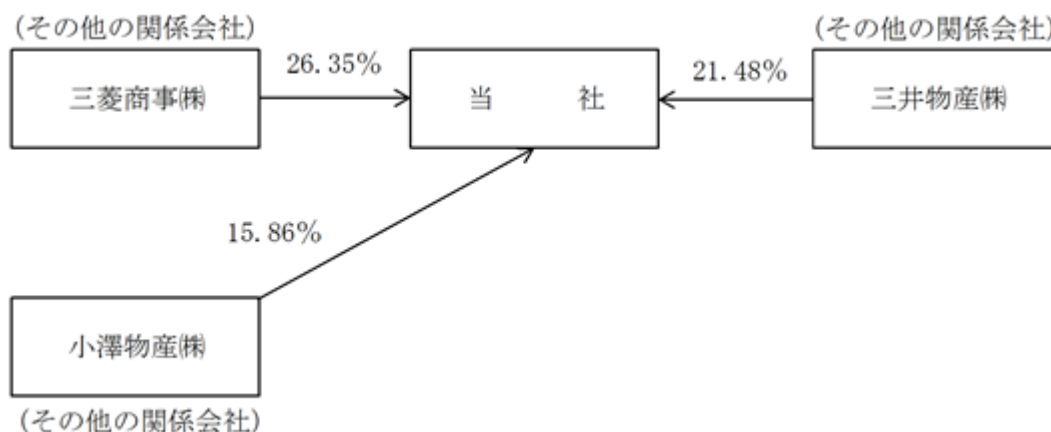 (その他の関係会社)
(その他の関係会社)
三菱商事㈱
26.35%
当 社
21.48%
三井物産㈱
15.86%
小澤物産㈱
(その他の関係会社)